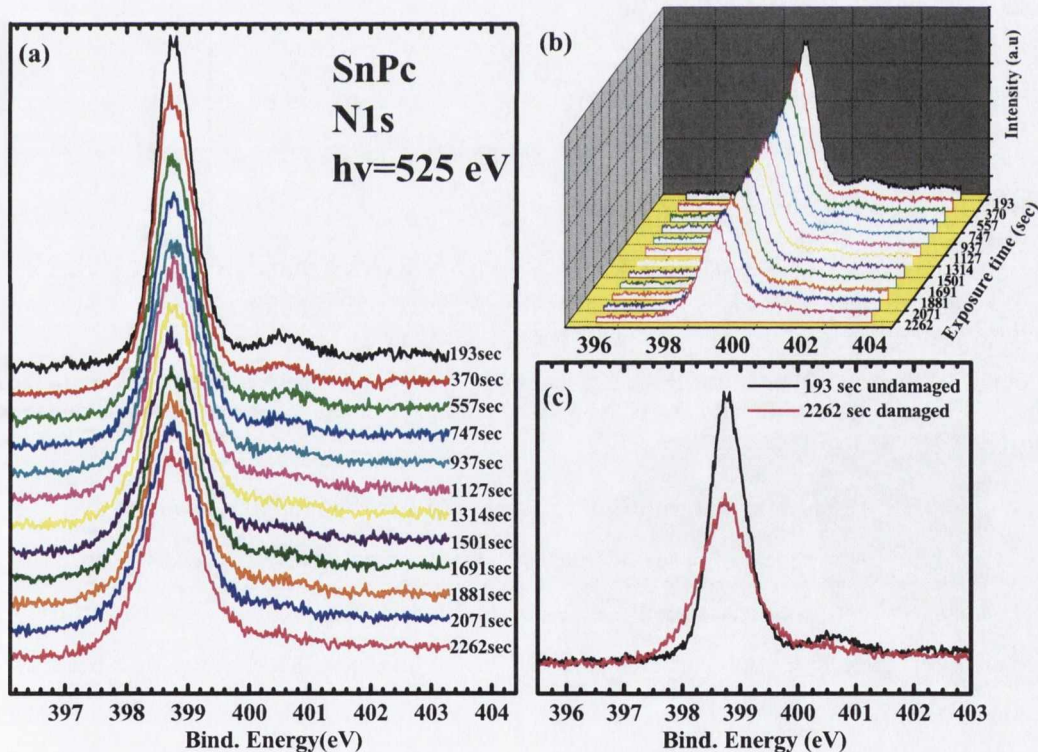 (a)
SnPc
N1s
hν=525 eV
193sec
370sec
557sec
747sec
937sec
1127sec
1314sec
1501sec
1691sec
1881sec
2071sec
2262sec
397 398 399 400 401 402 403 404
Bind. Energy(eV)
(b)
Intensity (a.u)
193
370
557
747
937
1127
1314
1501
1691
1881
2071
2262
Exposure time (sec)
396 398 400 402 404
(c)
193 sec undamaged
2262 sec damaged
396 397 398 399 400 401 402 403
Bind. Energy (eV)